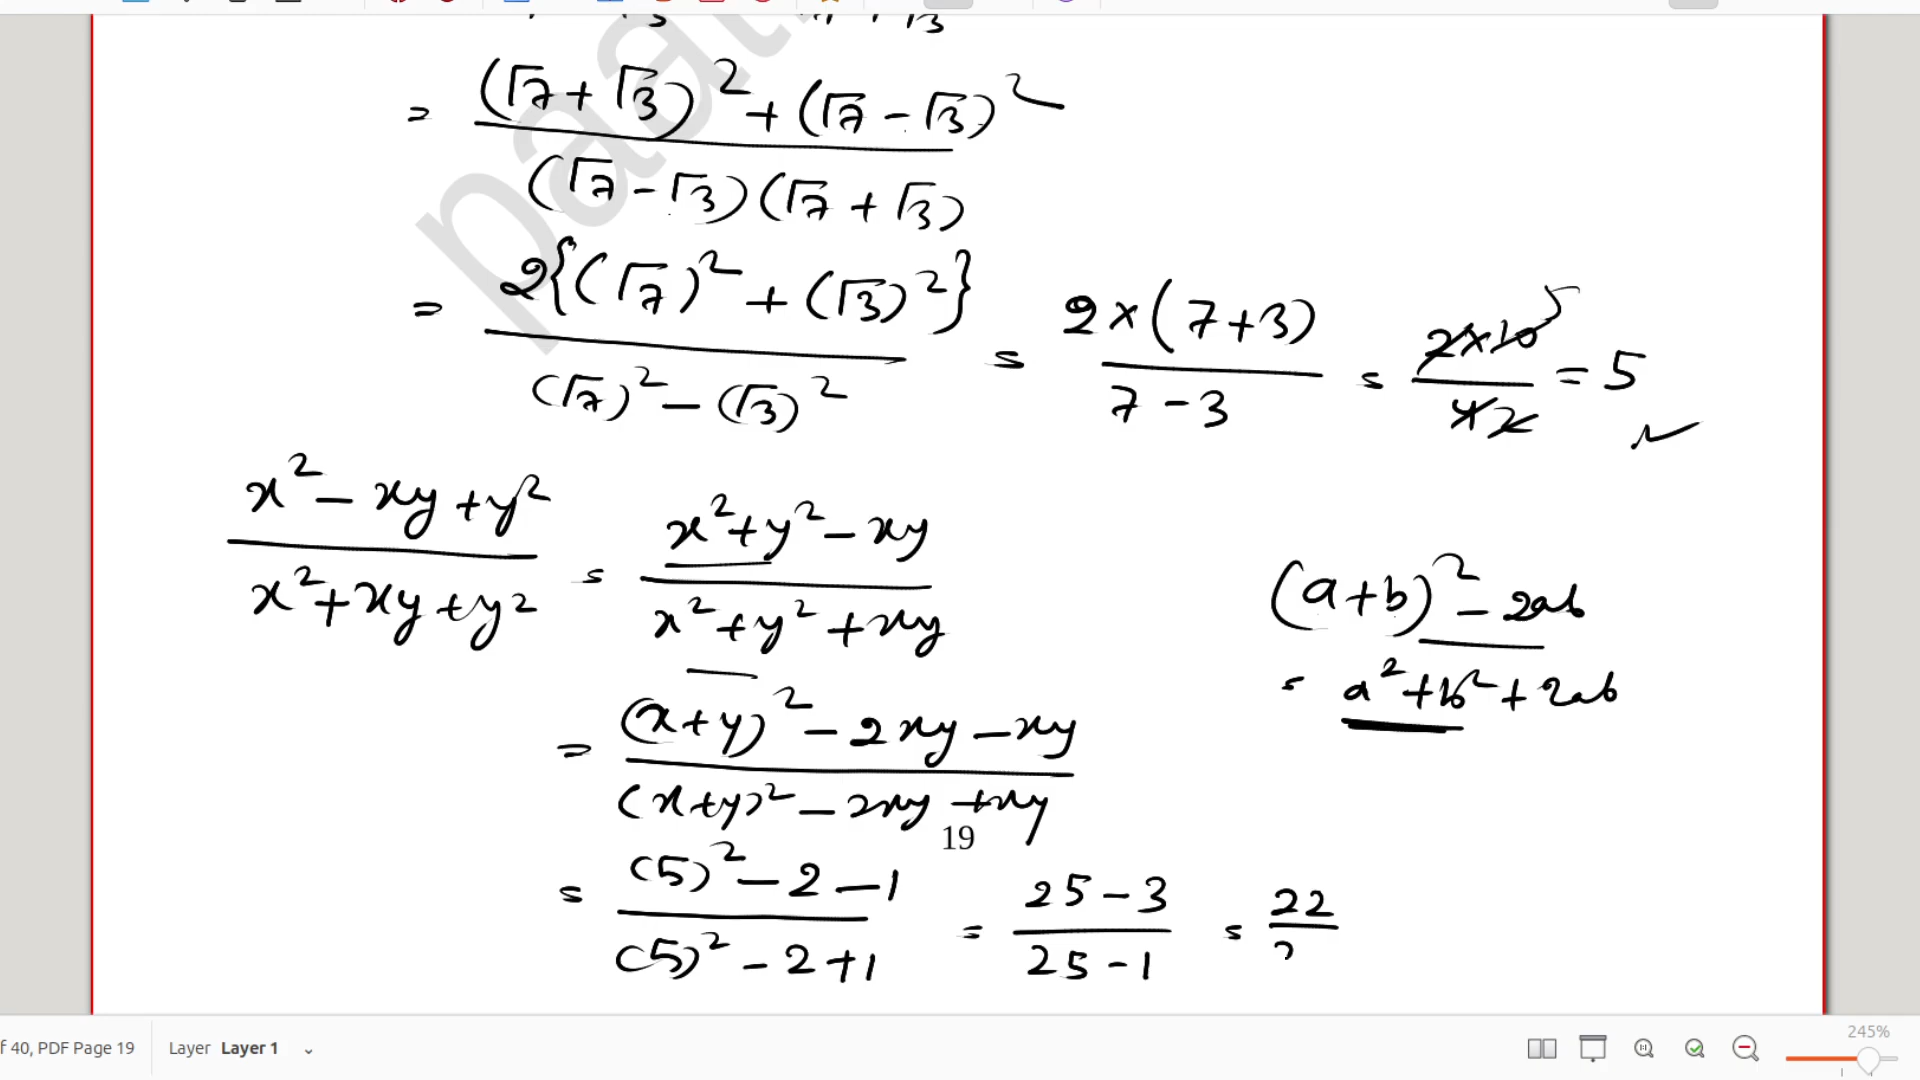 = (√7 + √3)² + (√7 - √3)² / (√7 - √3)(√7 + √3)
= 2{(√7)² + (√3)²} / (√7)² - (√3)² = 2×(7+3) / 7-3 = 2×10 5 / 4 2 = 5
x² - xy + y² / x² + xy + y² = x² + y² - xy / x² + y² + xy
(a+b)² - 2ab
= a² + b² + 2ab
= (x+y)² - 2xy - xy / (x+y)² - 2xy + xy
19
= (5)² - 2 - 1 / (5)² - 2 + 1 = 25-3 / 25-1 = 22 / 2
f 40, PDF Page 19 Layer Layer 1 245%